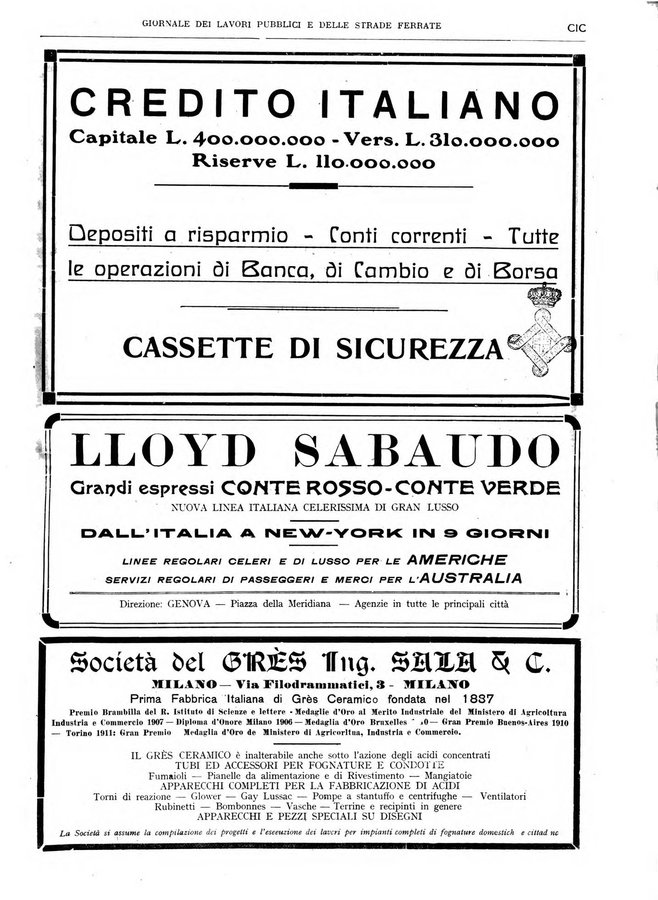 GIORNALE DEI LAVORI PUBBLICI E DELLE STRADE FERRATE CIC
CREDITO ITALIANO
Capitale L. 400.000.000 - Vers. L. 310.000.000
Riserve L. 110.000.000
Depositi a risparmio - Conti correnti - Tutte
le operazioni di Banca, di Cambio e di Borsa
CASSETTE DI SICUREZZA
LLOYD SABAUDO
Grandi espressi CONTE ROSSO-CONTE VERDE
NUOVA LINEA ITALIANA CELERISSIMA DI GRAN LUSSO
DALL'ITALIA A NEW-YORK IN 9 GIORNI
LINEE REGOLARI CELERI E DI LUSSO PER LE AMERICHE
SERVIZI REGOLARI DI PASSEGGERI E MERCI PER L'AUSTRALIA
Direzione: GENOVA — Piazza della Meridiana — Agenzie in tutte le principali città
Società del GRÈS Ing. SALA & C.
MILANO — Via Filodrammatici, 3 - MILANO
Prima Fabbrica Italiana di Grès Ceramico fondata nel 1837
Premio Brambilla del R. Istituto di Scienze e lettere - Medaglie d'Oro al Merito Industriale del Ministero di Agricoltura
Industria e Commercio 1907 — Diploma d'Onore Milano 1906 — Medaglia d'Oro Bruxelles '0 — Gran Premio Buenos-Aires 1910
— Torino 1911: Gran Premio Medaglia d'Oro de Ministero di Agricoritna, Industria e Commercio.
IL GRÈS CERAMICO è inalterabile anche sotto l'azione degli acidi concentrati
TUBI ED ACCESSORI PER FOGNATURE E CONDOTTE
Fumaioli — Pianelle da alimentazione e di Rivestimento — Mangiatoie
APPARECCHI COMPLETI PER LA FABBRICAZIONE DI ACIDI
Torni di reazione — Glower — Gay Lussac — Pompe a stantuffo e centrifughe — Ventilatori
Rubinetti — Bombonnes — Vasche — Terrine e recipinti in genere
APPARECCHI E PEZZI SPECIALI SU DISEGNI
La Società si assume la compilazione dei progetti e l'eseeuzione dei lavori per impianti completi di fognature domestich e cittad ne